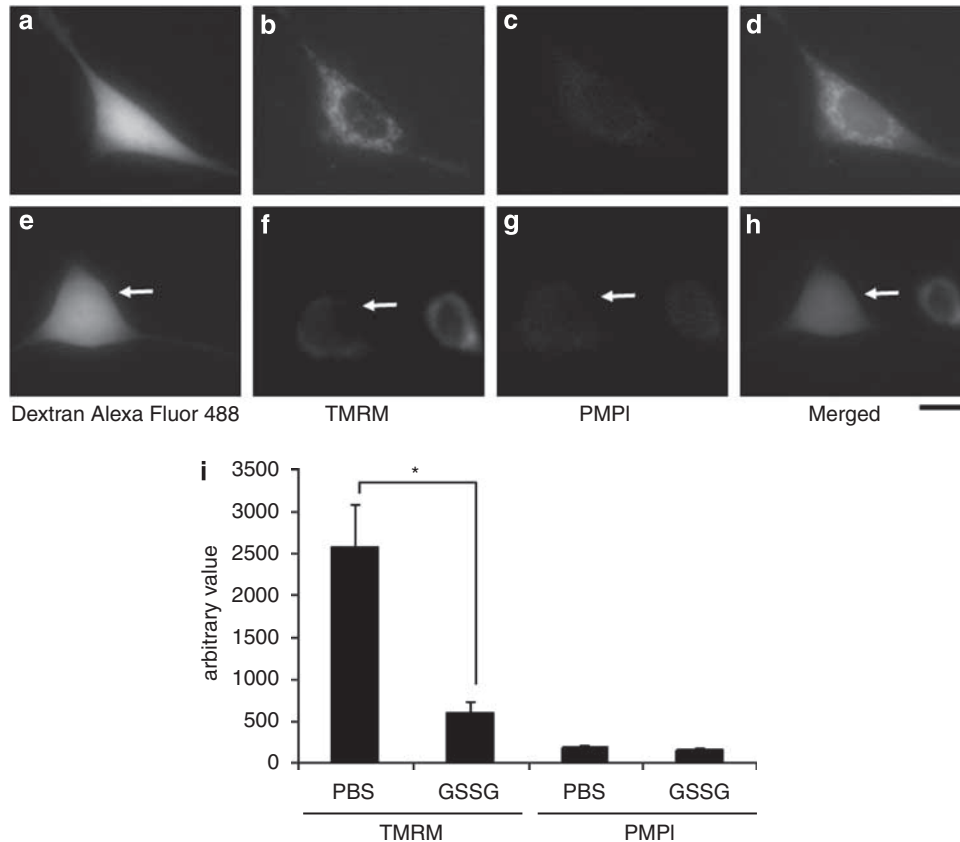 a b c d
e f g h
Dextran Alexa Fluor 488 TMRM PMPI Merged
i
*
arbitrary value
3500
3000
2500
2000
1500
1000
500
0
PBS GSSG PBS GSSG
TMRM PMPI